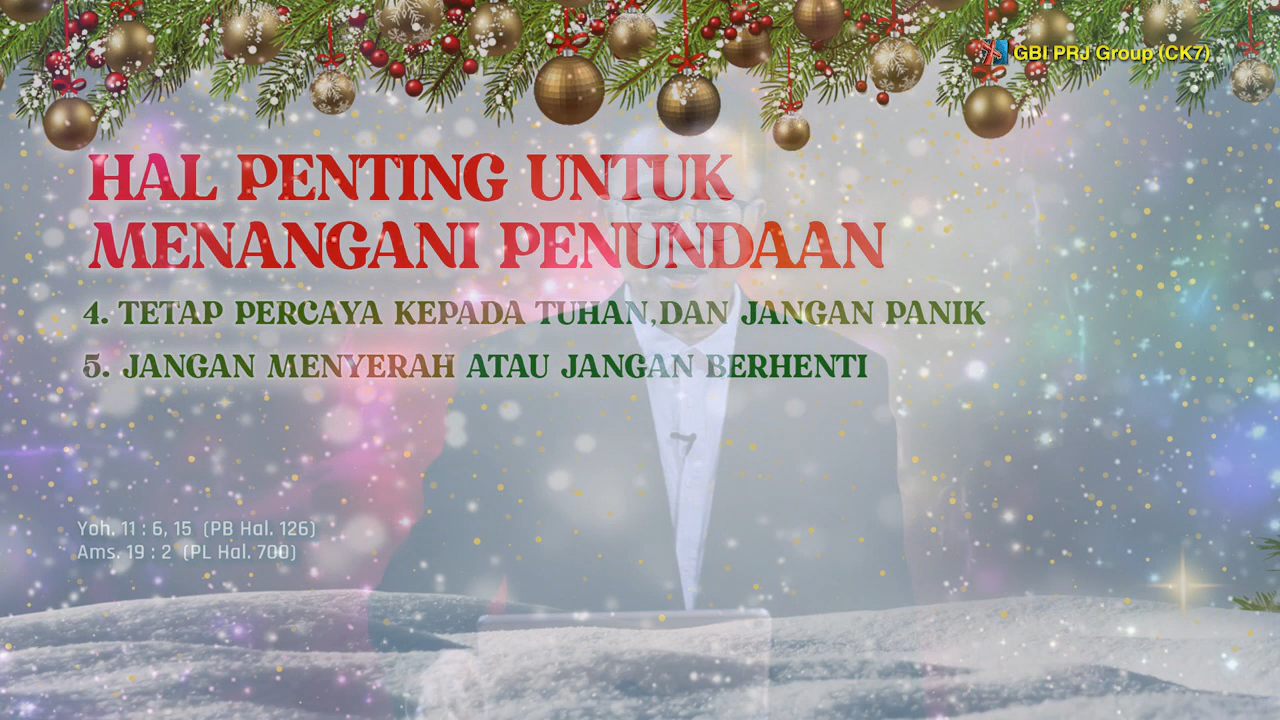 GBI PRJ Group (CK7)
HAL PENTING UNTUK
MENANGANI PENUNDAAN
4. TETAP PERCAYA KEPADA TUHAN,DAN JANGAN PANIK
5. JANGAN MENYERAH ATAU JANGAN BERHENTI
Yoh. 11 : 6, 15 (PB Hal. 126)
Ams. 19 : 2 (PL Hal. 700)